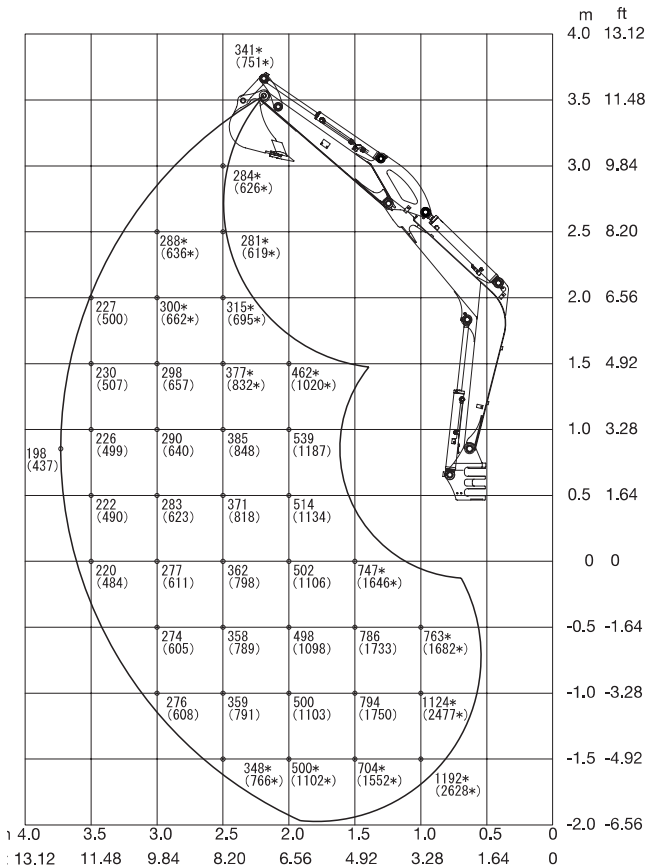 m ft
4.0 13.12
341*
(751*)
3.5 11.48
3.0 9.84
284*
(626*)
2.5 8.20
288* 281*
(636*) (619*)
2.0 6.56
227 300* 315*
(500) (662*) (695*)
1.5 4.92
230 298 377* 462*
(507) (657) (832*) (1020*)
1.0 3.28
226 290 385 539
(499) (640) (848) (1187)
198
(437)
0.5 1.64
222 283 371 514
(490) (623) (818) (1134)
0 0
220 277 362 502 747*
(484) (611) (798) (1106) (1646*)
-0.5 -1.64
274 358 498 786 763*
(605) (789) (1098) (1733) (1682*)
-1.0 -3.28
276 359 500 794 1124*
(608) (791) (1103) (1750) (2477*)
-1.5 -4.92
348* 500* 704* 1192*
(766*) (1102*) (1552*) (2628*)
-2.0 -6.56
4.0 3.5 3.0 2.5 2.0 1.5 1.0 0.5 0
13.12 11.48 9.84 8.20 6.56 4.92 3.28 1.64 0